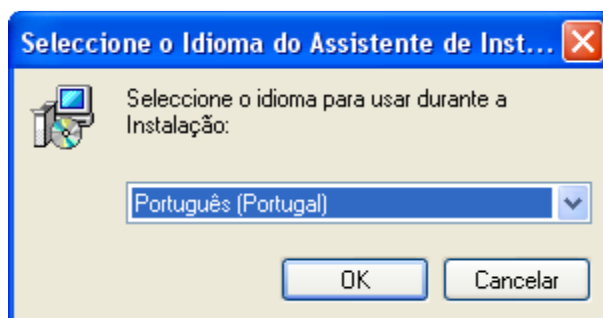 Seleccione o Idioma do Assistente de Inst...
Seleccione o idioma para usar durante a
Instalação:
Português (Portugal)
OK
Cancelar